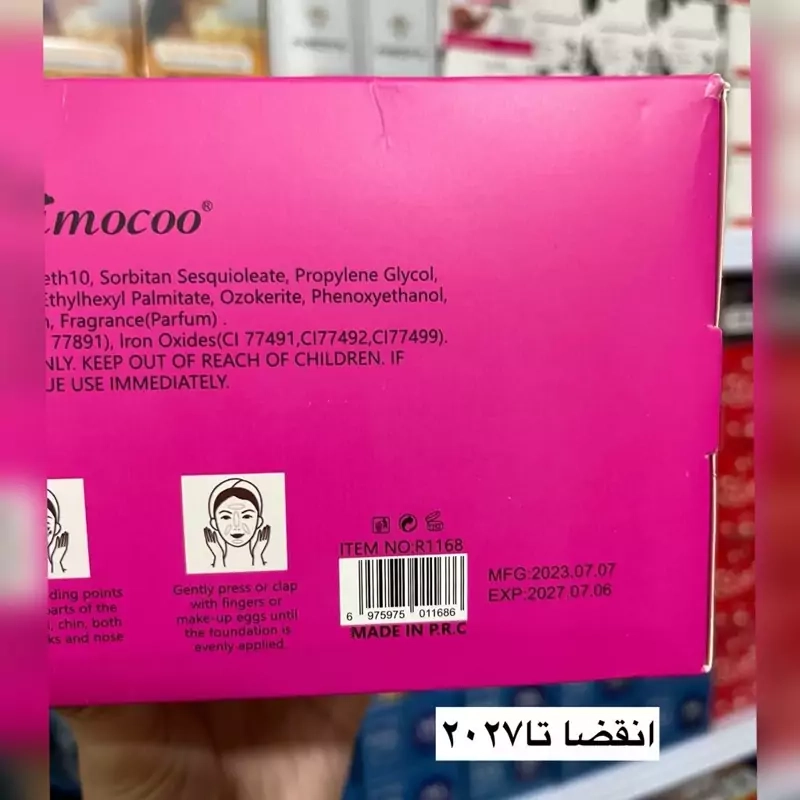 mocoo®
eth10, Sorbitan Sesquioleate, Propylene Glycol,
Ethylhexyl Palmitate, Ozokerite, Phenoxyethanol,
, Fragrance(Parfum) .
77891), Iron Oxides(CI 77491,CI77492,CI77499).
NLY. KEEP OUT OF REACH OF CHILDREN. IF
UE USE IMMEDIATELY.
ding points
parts of the
, chin, both
ks and nose
Gently press or clap
with fingers or
make-up eggs until
the foundation is
evenly applied.
ITEM NO:R1168
6 975975 011686
MADE IN P.R.C
MFG:2023.07.07
EXP:2027.07.06
انقضا تا٢٠٢٧